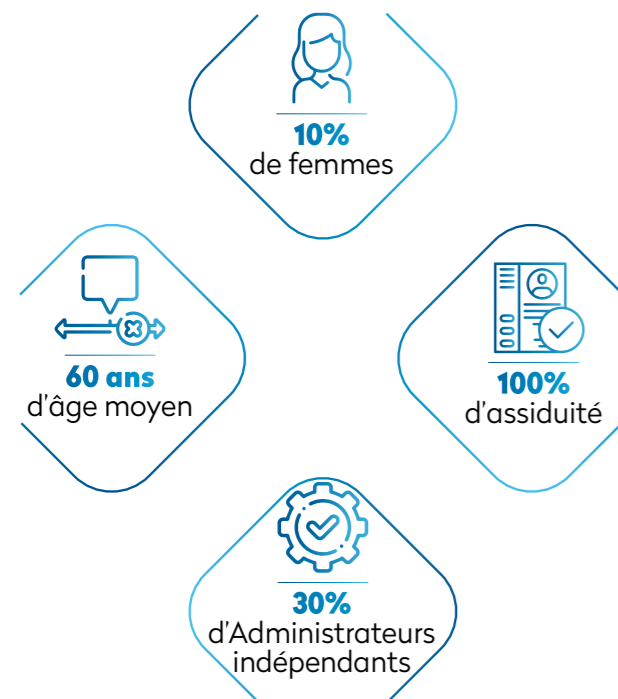 10%
de femmes
60 ans
d'âge moyen
100%
d'assiduité
30%
d'Administrateurs
indépendants